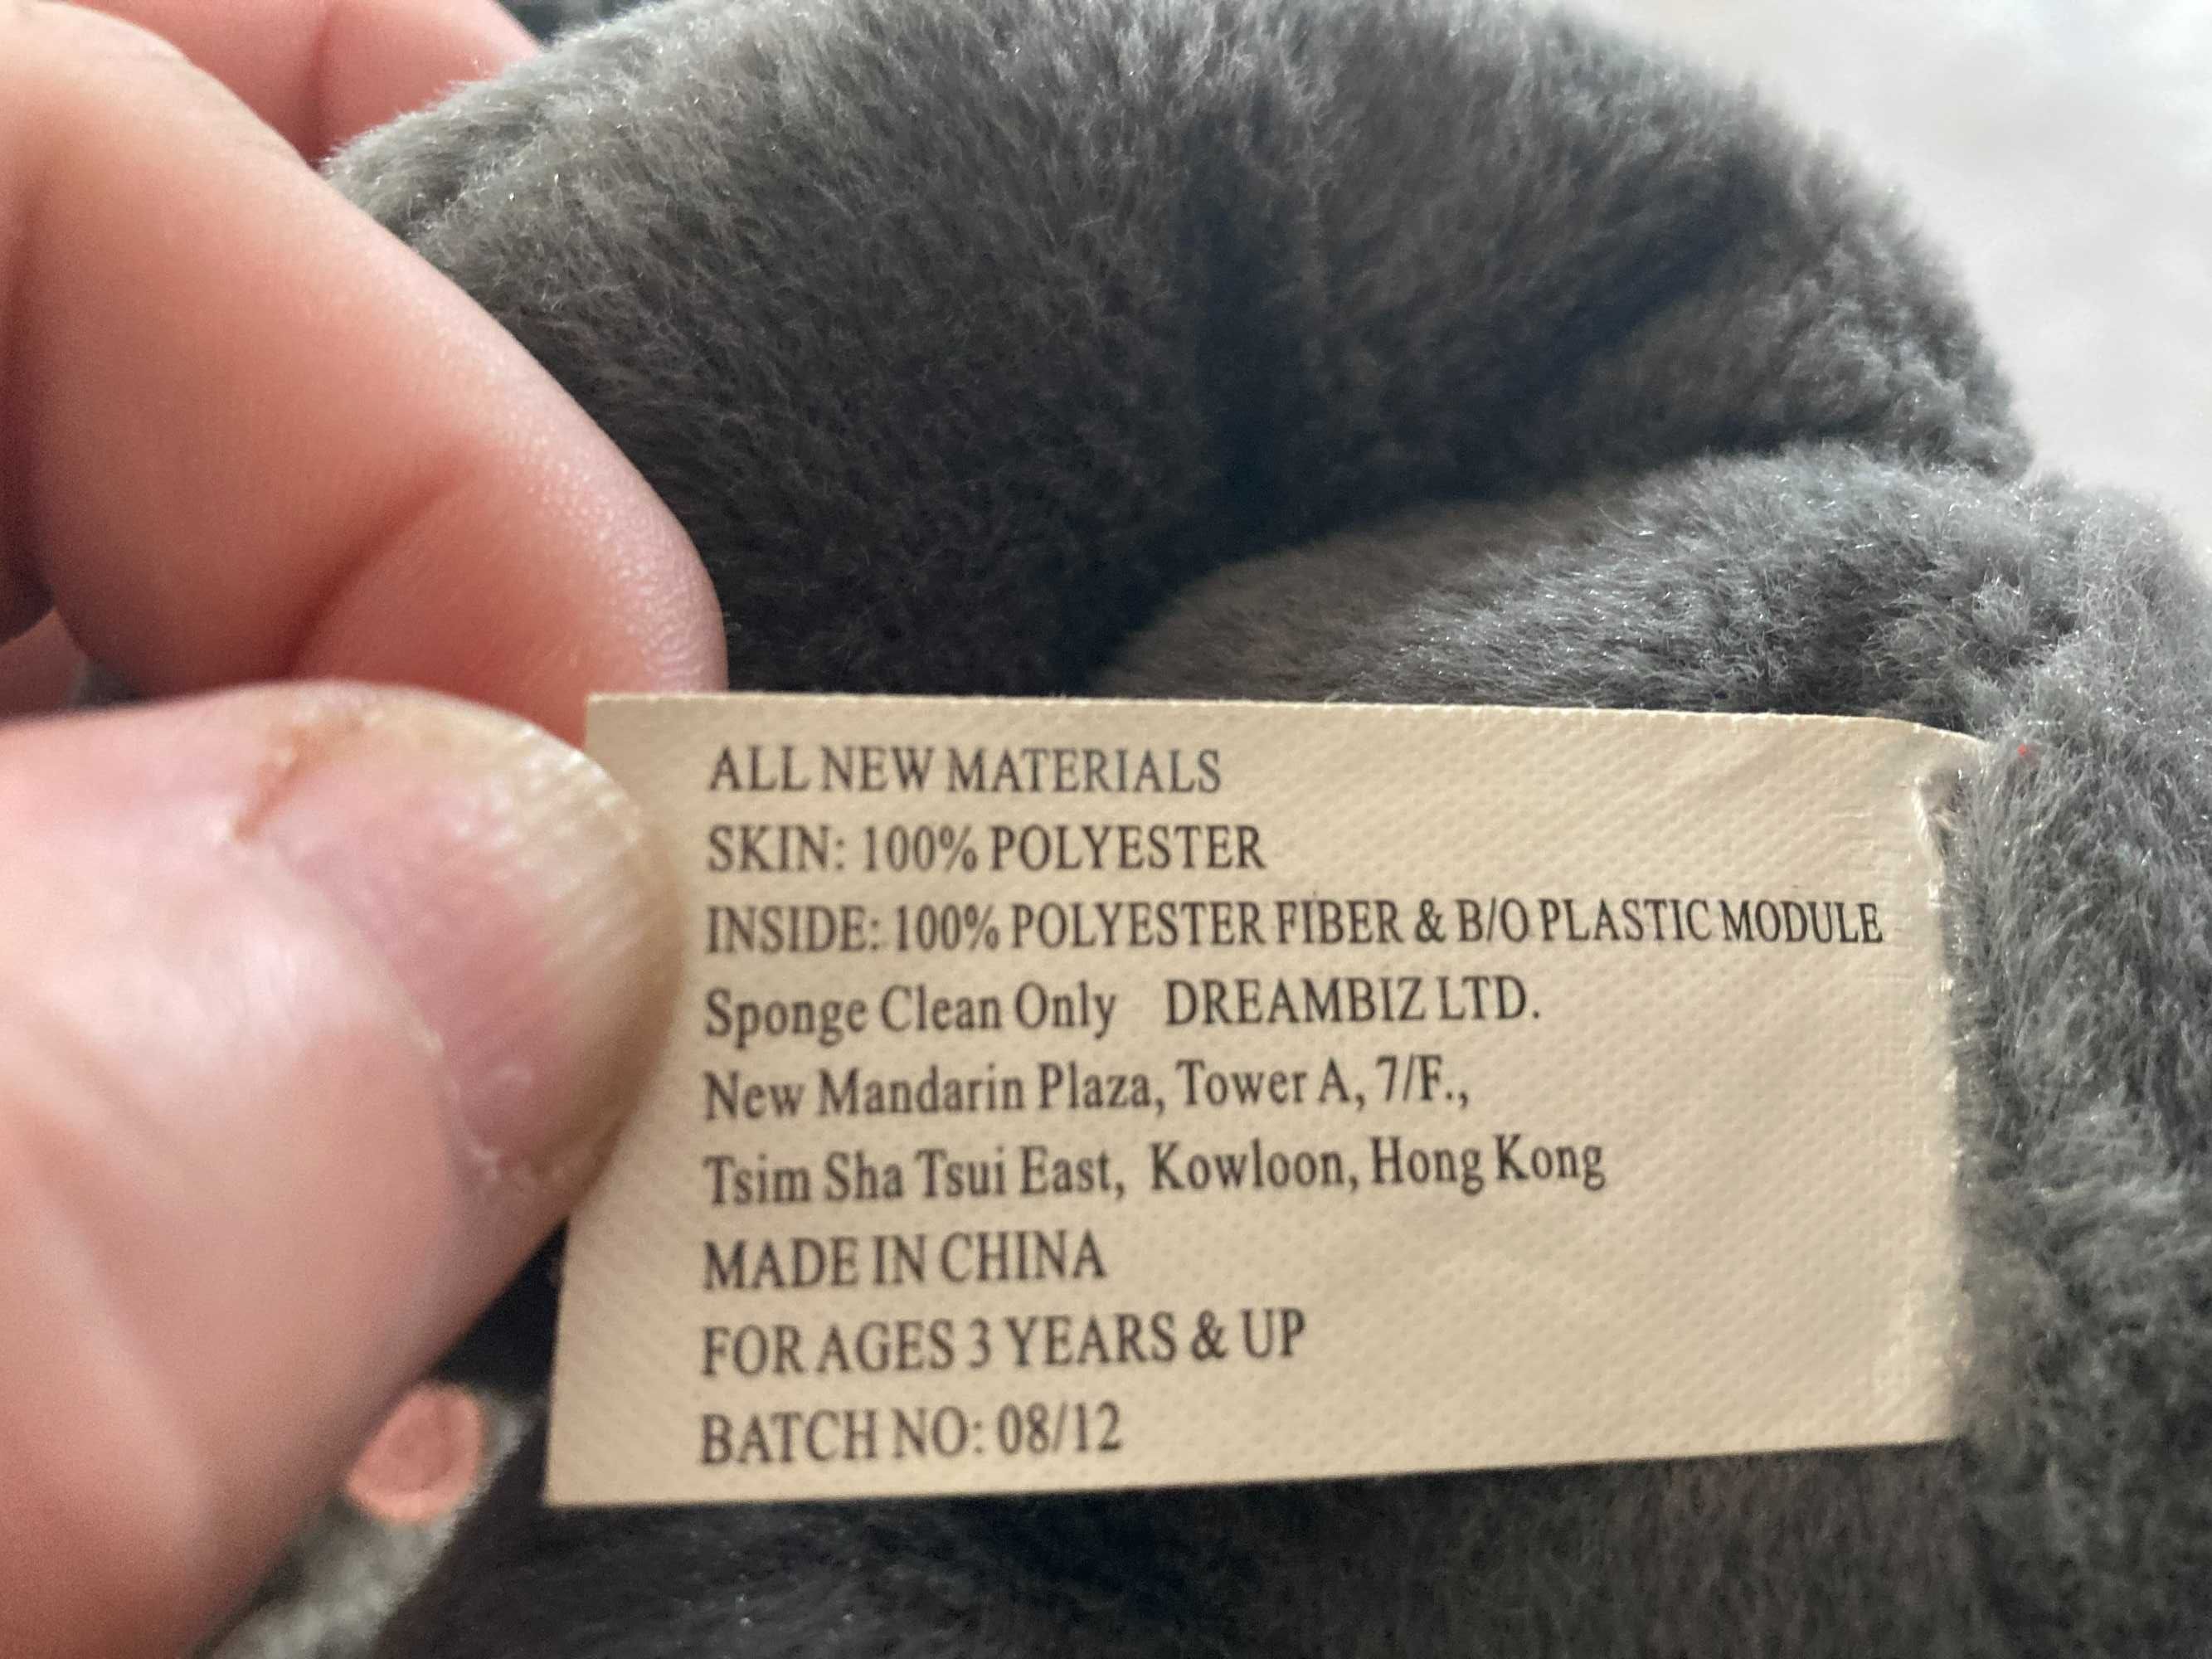 ALL NEW MATERIALS
SKIN: 100% POLYESTER
INSIDE: 100% POLYESTER FIBER & B/O PLASTIC MODULE
Sponge Clean Only DREAMBIZ LTD.
New Mandarin Plaza, Tower A, 7/F.,
Tsim Sha Tsui East, Kowloon, Hong Kong
MADE IN CHINA
FOR AGES 3 YEARS & UP
BATCH NO: 08/12